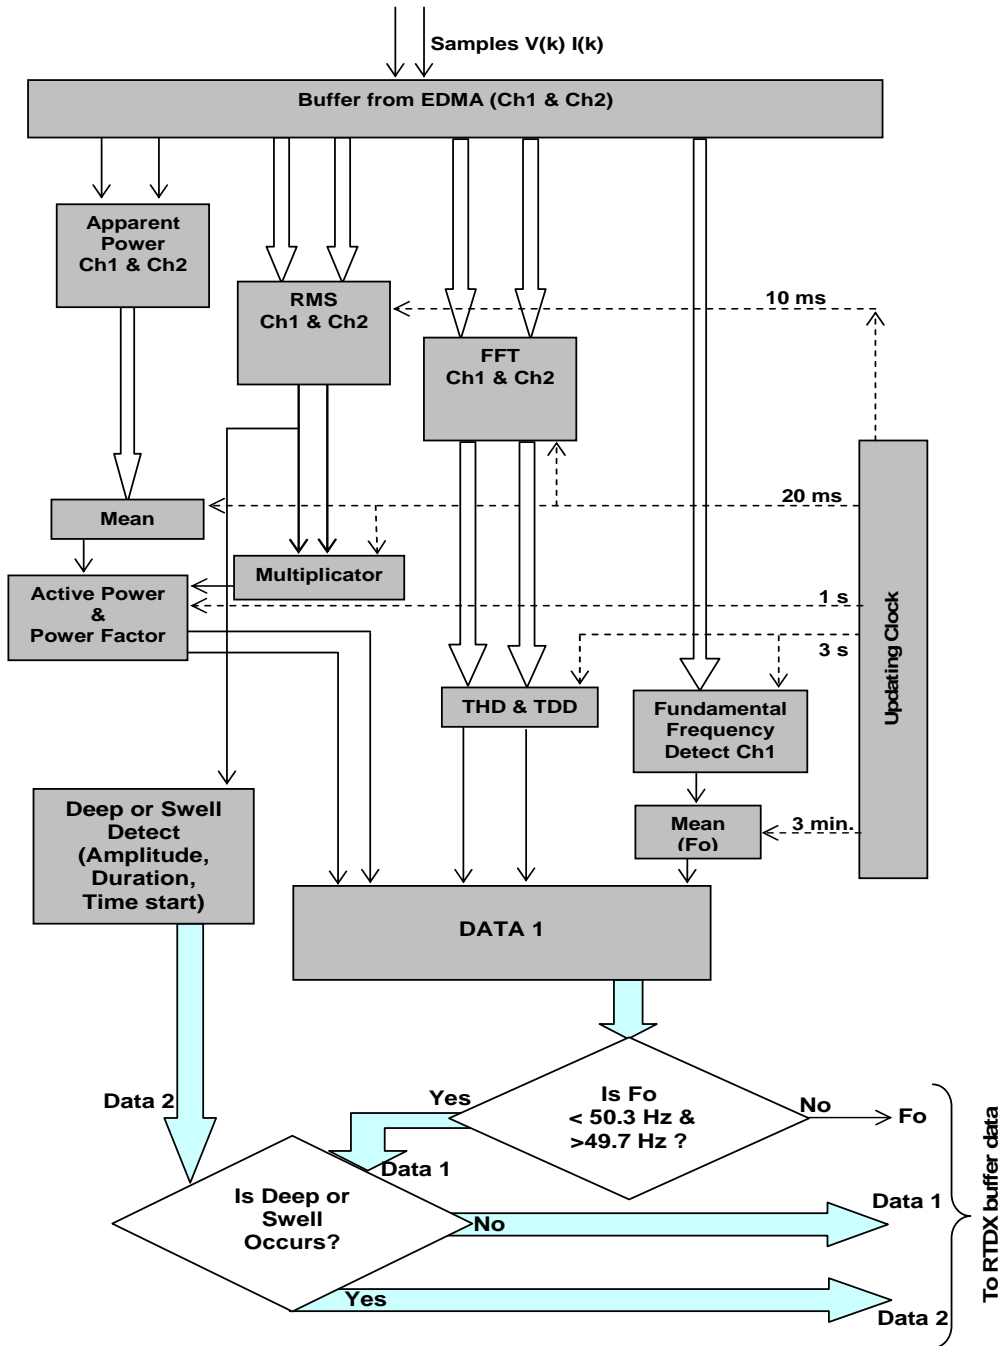 Samples V(k) I(k)
Buffer from EDMA (Ch1 & Ch2)
Apparent
Power
Ch1 & Ch2
RMS
Ch1 & Ch2
10 ms
FFT
Ch1 & Ch2
20 ms
Mean
Multiplicator
Active Power
&
Power Factor
1 s
3 s
Updating Clock
THD & TDD
Fundamental
Frequency
Detect Ch1
Deep or Swell
Detect
(Amplitude,
Duration,
Time start)
Mean
(Fo)
3 min.
DATA 1
Is Fo
< 50.3 Hz &
>49.7 Hz ?
Yes
No
Fo
Data 2
Data 1
Is Deep or
Swell
Occurs?
No
Data 1
Yes
Data 2
To RTDX buffer data